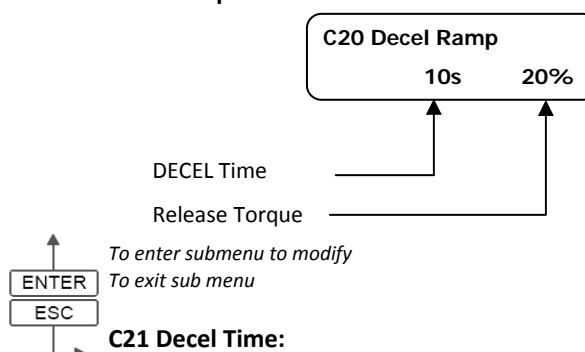 C20 Decel Ramp
10s 20%
DECEL Time
Release Torque
To enter submenu to modify
ENTER To exit sub menu
ESC
C21 Decel Time: